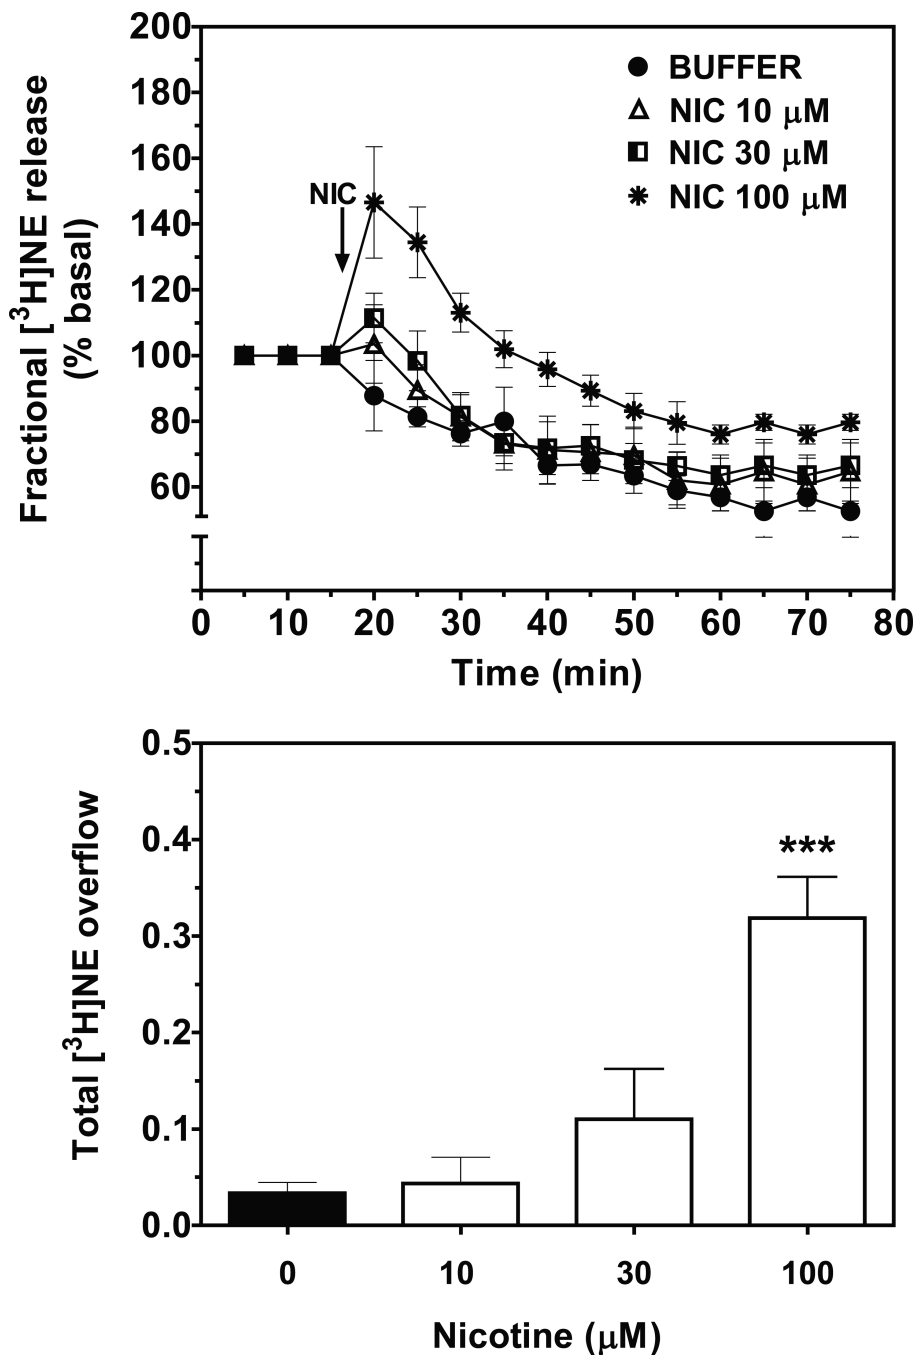 Fractional [³H]NE release
(% basal)
200
180
160
140
120
100
80
60
BUFFER
NIC 10 μM
NIC 30 μM
NIC 100 μM
NIC
0 10 20 30 40 50 60 70 80
Time (min)
Total [³H]NE overflow
0.5
0.4
0.3
0.2
0.1
0.0
***
0 10 30 100
Nicotine (μM)